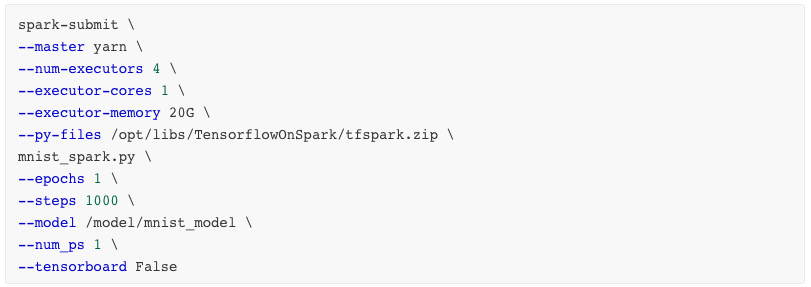 spark-submit \
--master yarn \
--num-executors 4 \
--executor-cores 1 \
--executor-memory 20G \
--py-files /opt/libs/TensorflowOnSpark/tfspark.zip \
mnist_spark.py \
--epochs 1 \
--steps 1000 \
--model /model/mnist_model \
--num_ps 1 \
--tensorboard False